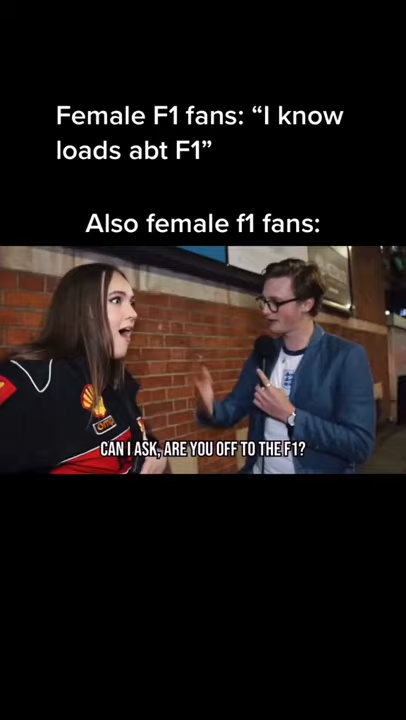 Female F1 fans: “I know
loads abt F1”
Also female f1 fans:
CAN I ASK, ARE YOU OFF TO THE F1?